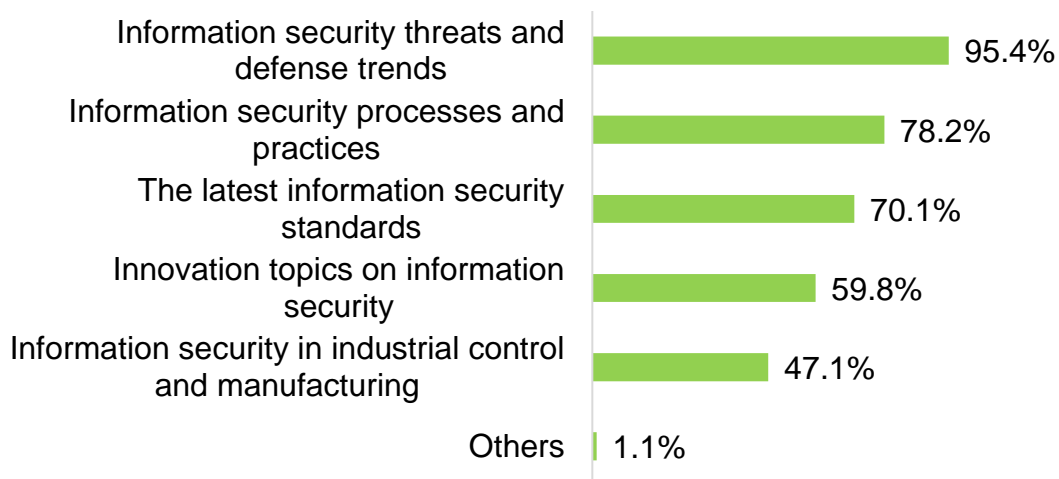 Information security threats and
defense trends
95.4%
Information security processes and
practices
78.2%
The latest information security
standards
70.1%
Innovation topics on information
security
59.8%
Information security in industrial control
and manufacturing
47.1%
Others
1.1%